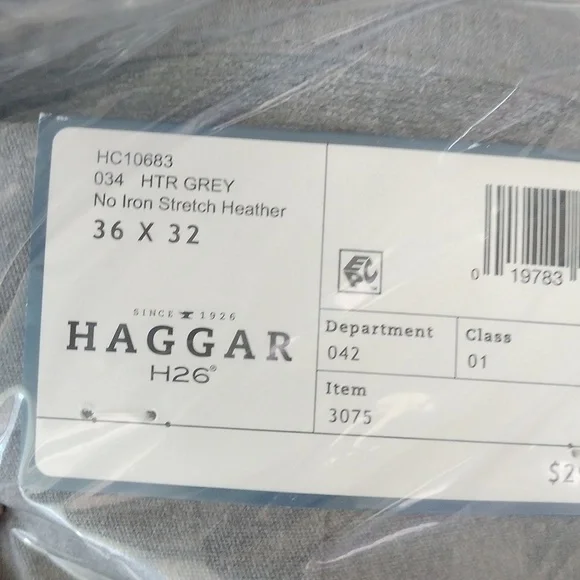 HC10683
034 HTR GREY
No Iron Stretch Heather
36 X 32
SINCE 1926
HAGGAR
H26®
EPC™
0 19783
Department
042
Class
01
Item
3075